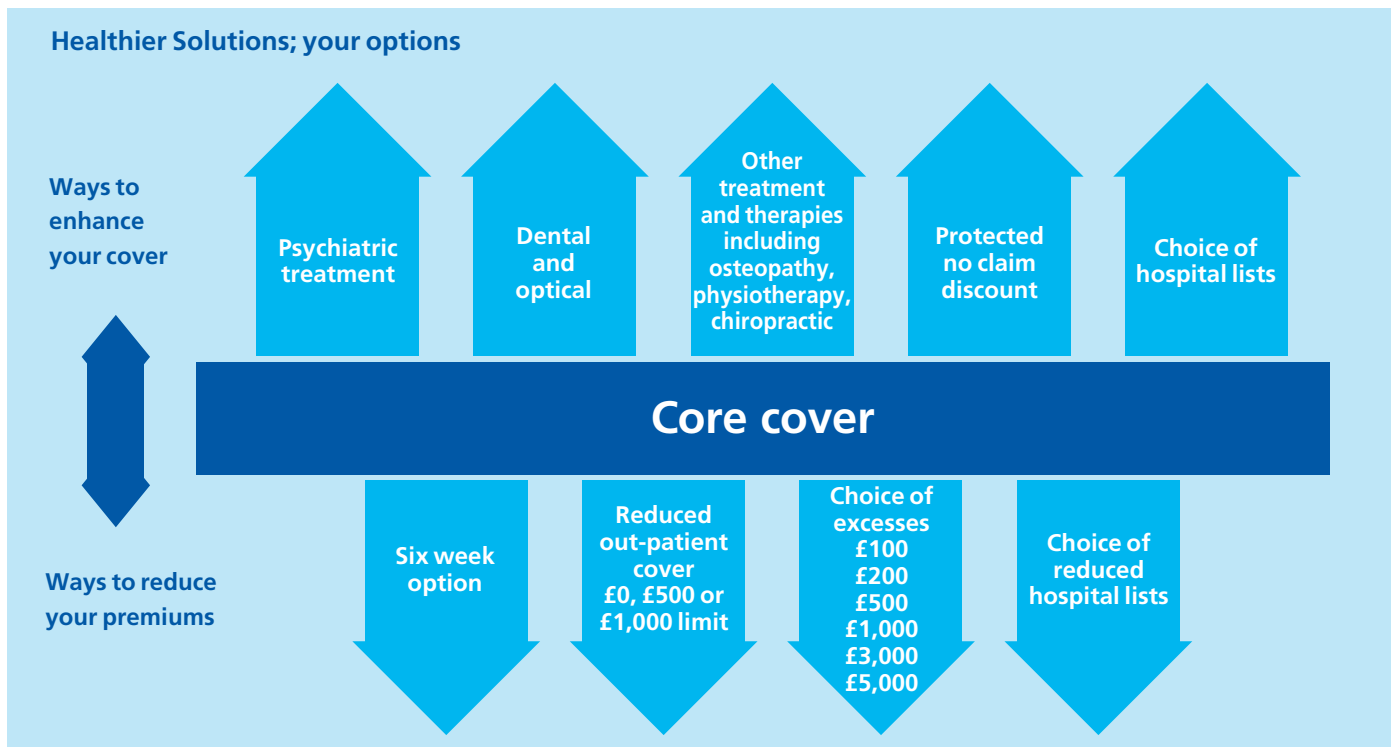 Healthier Solutions; your options
Ways to
enhance
your cover
Psychiatric
treatment
Dental
and
optical
Other
treatment
and therapies
including
osteopathy,
physiotherapy,
chiropractic
Protected
no claim
discount
Choice of
hospital lists
Core cover
Ways to reduce
your premiums
Six week
option
Reduced
out-patient
cover
£0, £500 or
£1,000 limit
Choice of
excesses
£100
£200
£500
£1,000
£3,000
£5,000
Choice of
reduced
hospital lists